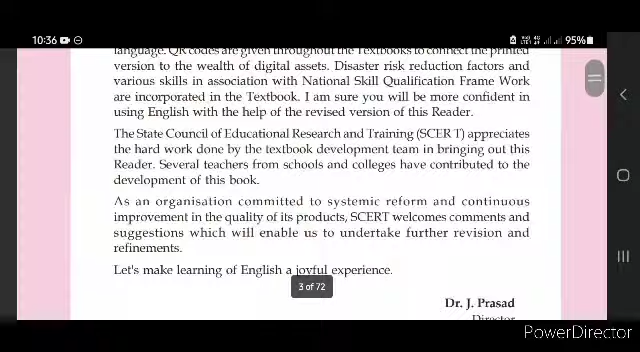 10:36
95%
language. QR codes are given throughout the Textbooks to connect the printed
version to the wealth of digital assets. Disaster risk reduction factors and
various skills in association with National Skill Qualification Frame Work
are incorporated in the Textbook. I am sure you will be more confident in
using English with the help of the revised version of this Reader.
The State Council of Educational Research and Training (SCER T) appreciates
the hard work done by the textbook development team in bringing out this
Reader. Several teachers from schools and colleges have contributed to the
development of this book.
As an organisation committed to systemic reform and continuous
improvement in the quality of its products, SCERT welcomes comments and
suggestions which will enable us to undertake further revision and
refinements.
Let's make learning of English a joyful experience.
3 of 72
Dr. J. Prasad
Director
PowerDirector